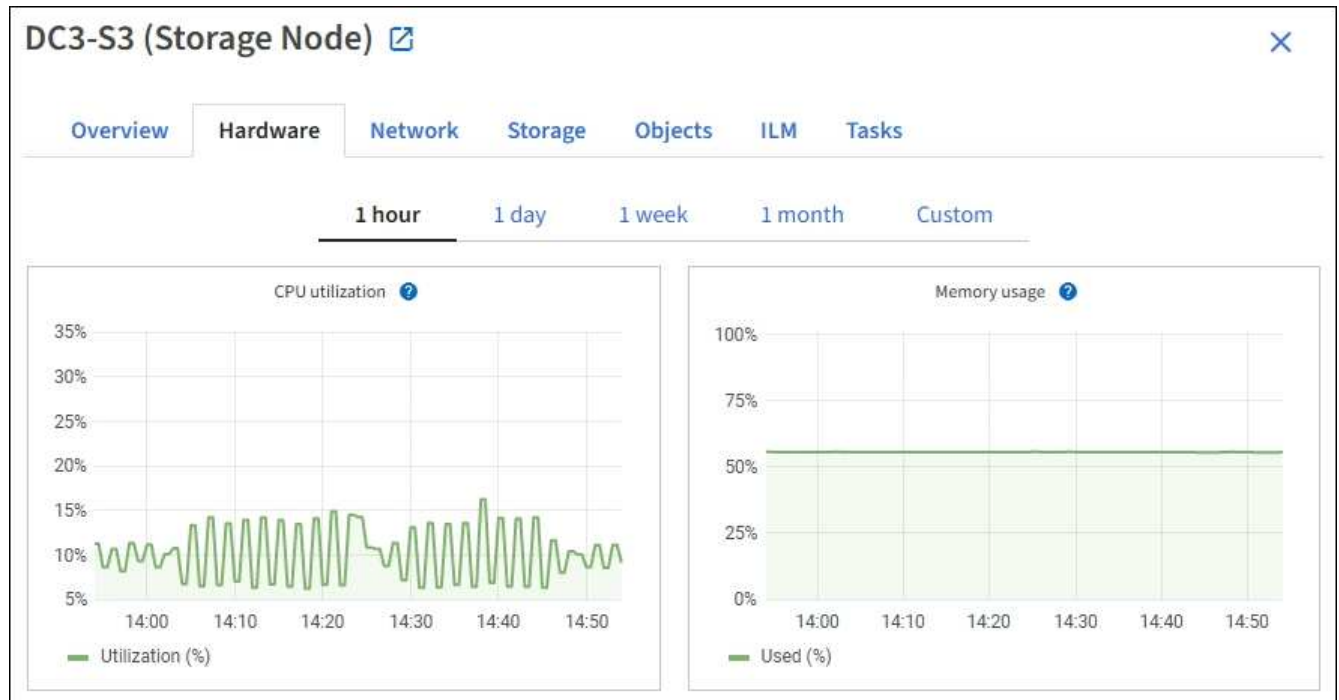 DC3-S3 (Storage Node)
Overview Hardware Network Storage Objects ILM Tasks
1 hour 1 day 1 week 1 month Custom
CPU utilization ?
35%
30%
25%
20%
15%
10%
5%
14:00 14:10 14:20 14:30 14:40 14:50
Utilization (%)
Memory usage ?
100%
75%
50%
25%
0%
14:00 14:10 14:20 14:30 14:40 14:50
Used (%)